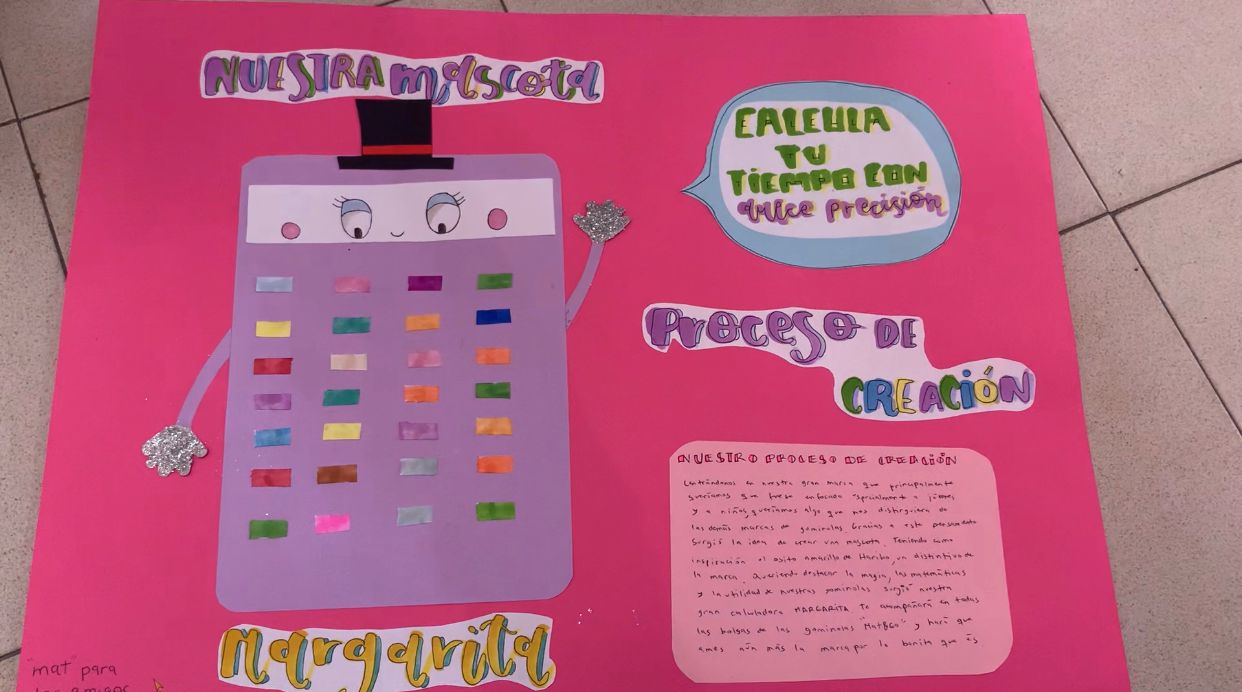 NUESTRA mascota
CALCULA
TU
TIEMPO CON
dulce precisión
Proceso DE
CREACIÓN
NUESTRO PROCESO DE CREACIÓN
Centrándonos en nuestra gran marca que principalmente
queríamos que fuese enfocada especialmente a jóvenes
y a niños, queríamos algo que nos distinguiera de
las demás marcas de gominolas. Gracias a este pensamiento
surgió la idea de crear una mascota. Teniendo como
inspiración el osito amarillo de Haribo, un distintivo de
la marca. Queriendo destacar la magia, las matemáticas
y la utilidad de nuestras gominolas surgió nuestra
gran calculadora MARGARITA. Te acompañará en todas
las bolsas de las gominolas "Mat&Go" y hará que
ames aún más la marca por lo bonita que es
Margarita
"mat" para
amigos